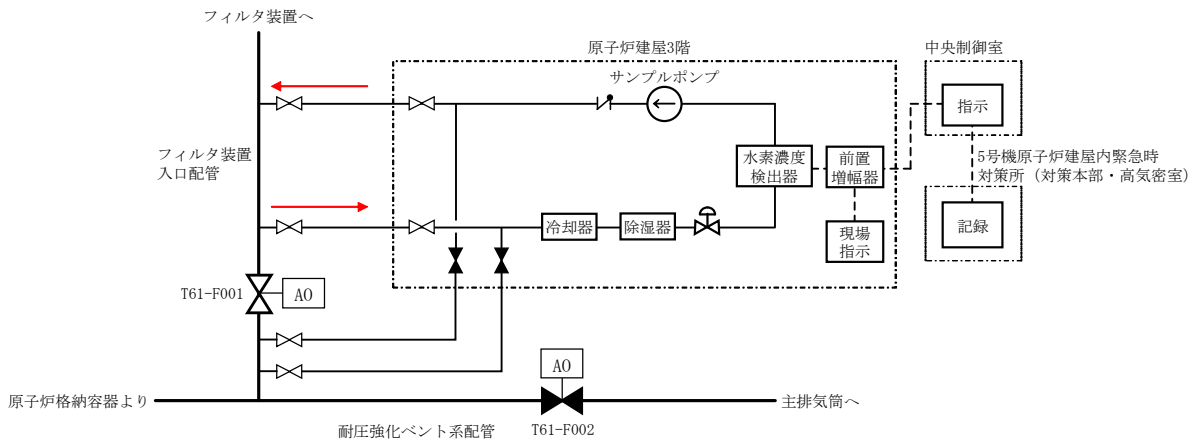 フィルタ装置へ
原子炉建屋3階
中央制御室
サンプルポンプ
指示
フィルタ装置
入口配管
水素濃度
検出器
前置
増幅器
5号機原子炉建屋内緊急時
対策所（対策本部・高気密室）
冷却器
除湿器
現場
指示
記録
T61-F001
AO
AO
原子炉格納容器より
主排気筒へ
耐圧強化ベント系配管
T61-F002